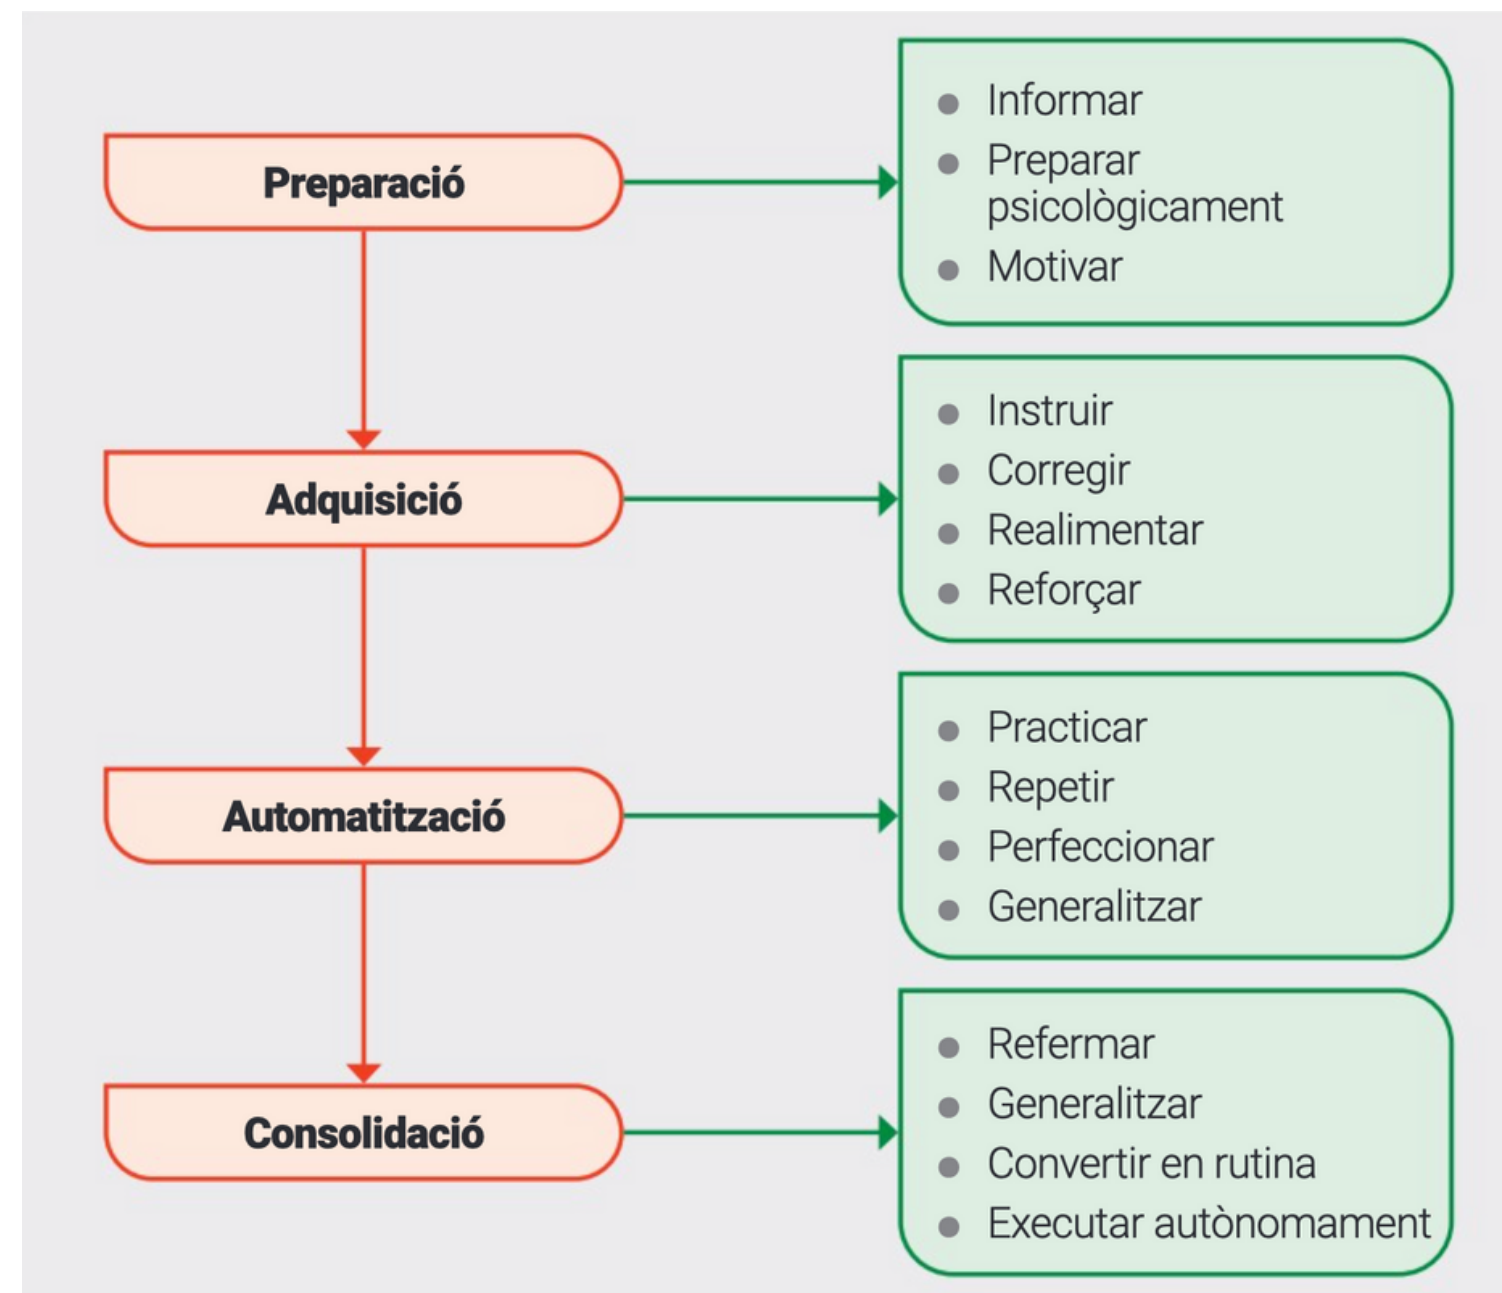 Preparació
Informar
Preparar
psicològicament
Motivar
Adquisició
Instruir
Corregir
Realimentar
Reforçar
Automatització
Practicar
Repetir
Perfeccionar
Generalitzar
Consolidació
Refermar
Generalitzar
Convertir en rutina
Executar autònomament